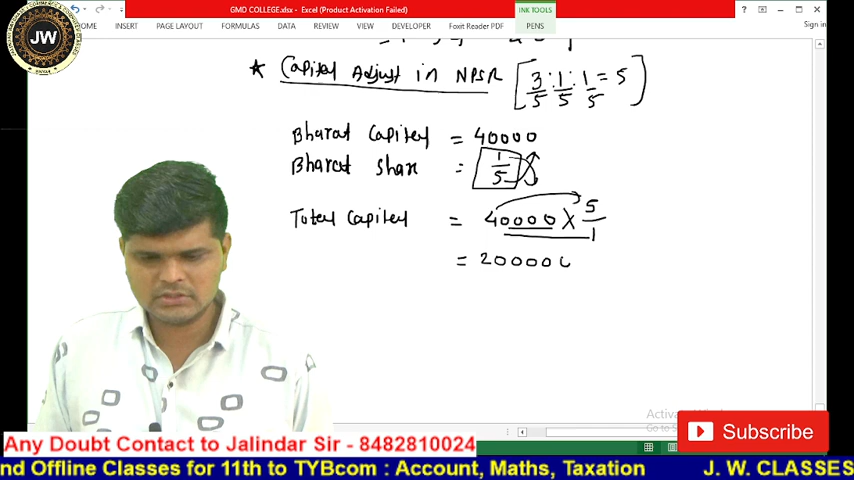 GMD COLLEGE.xlsx - Excel (Product Activation Failed)
INK TOOLS
Sign in
HOME INSERT PAGE LAYOUT FORMULAS DATA REVIEW VIEW DEVELOPER Foxit Reader PDF PENS
JW
★ Capital Adjust in NPSR [3/5 : 1/5 : 1/5 = 5]
Bharat Capital = 40000
Bharat Share = 1/5
Total Capital = 40000 X 5/1
= 200000
Subscribe
Any Doubt Contact to Jalindar Sir - 8482810024
nd Offline Classes for 11th to TYBcom : Account, Maths, Taxation J. W. CLASSES